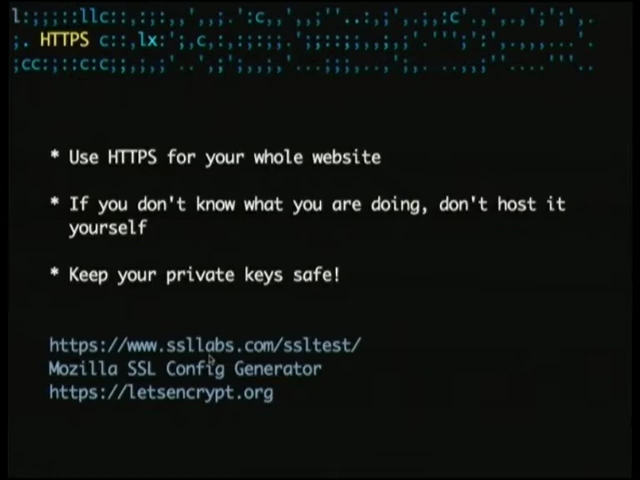 HTTPS
* Use HTTPS for your whole website
* If you don't know what you are doing, don't host it
yourself
* Keep your private keys safe!
https://www.ssllabs.com/ssltest/
Mozilla SSL Config Generator
https://letsencrypt.org